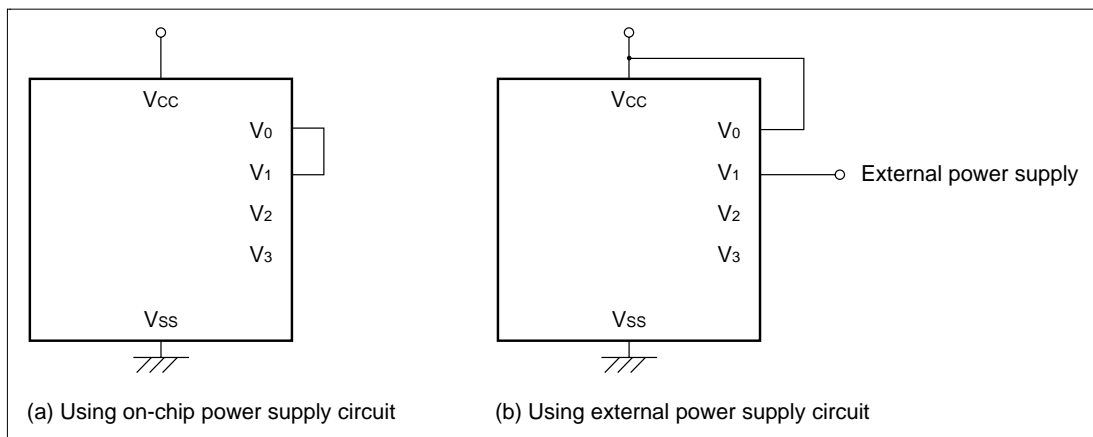 VCC
V0
V1
V2
V3
VSS
(a) Using on-chip power supply circuit
VCC
V0
V1
External power supply
V2
V3
VSS
(b) Using external power supply circuit